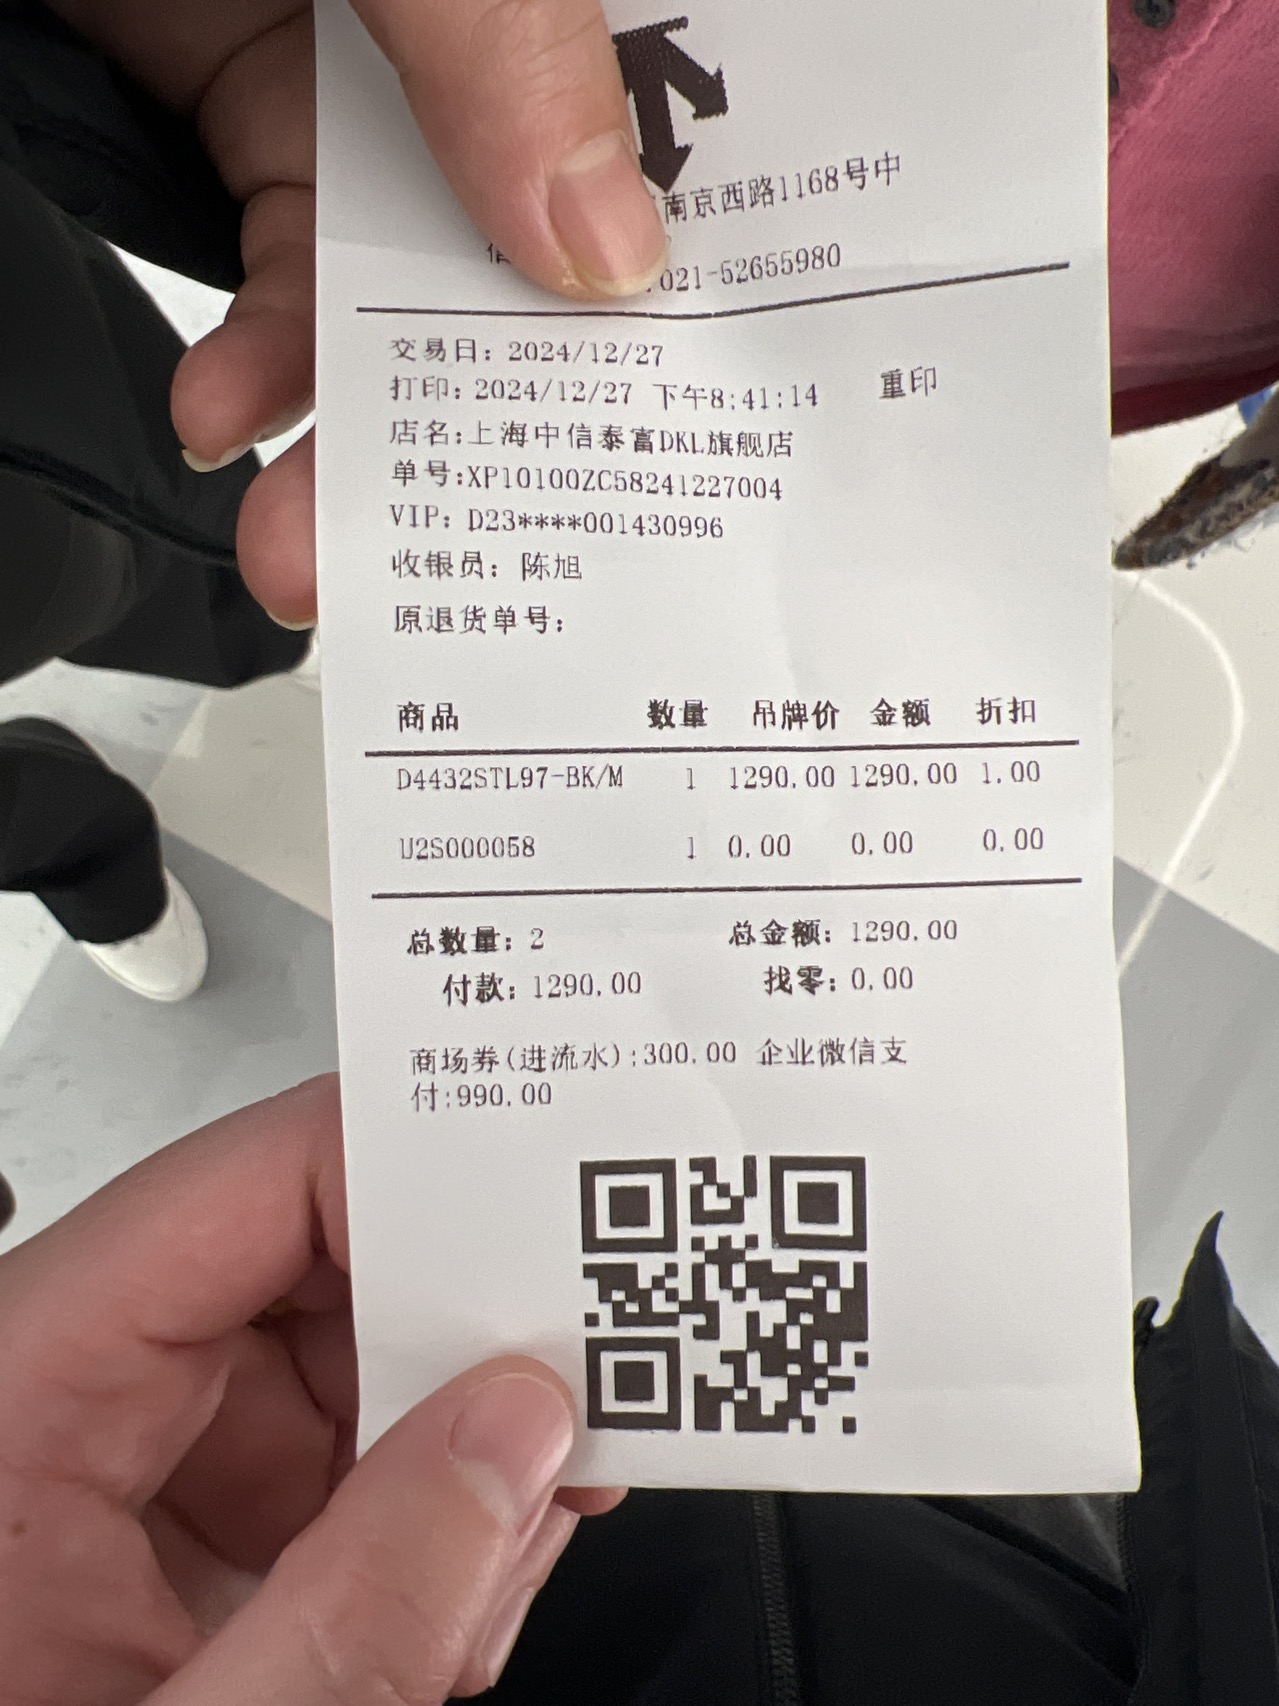 南京西路1168号中
信
:021-52655980
交易日: 2024/12/27
打印: 2024/12/27 下午8:41:14 重印
店名:上海中信泰富DKL旗舰店
单号:XP10100ZC58241227004
VIP: D23****001430996
收银员: 陈旭
原退货单号:
商品 数量 吊牌价 金额 折扣
D4432STL97-BK/M 1 1290.00 1290.00 1.00
U2S000058 1 0.00 0.00 0.00
总数量: 2 总金额: 1290.00
付款: 1290.00 找零: 0.00
商场券(进流水):300.00 企业微信支
付:990.00